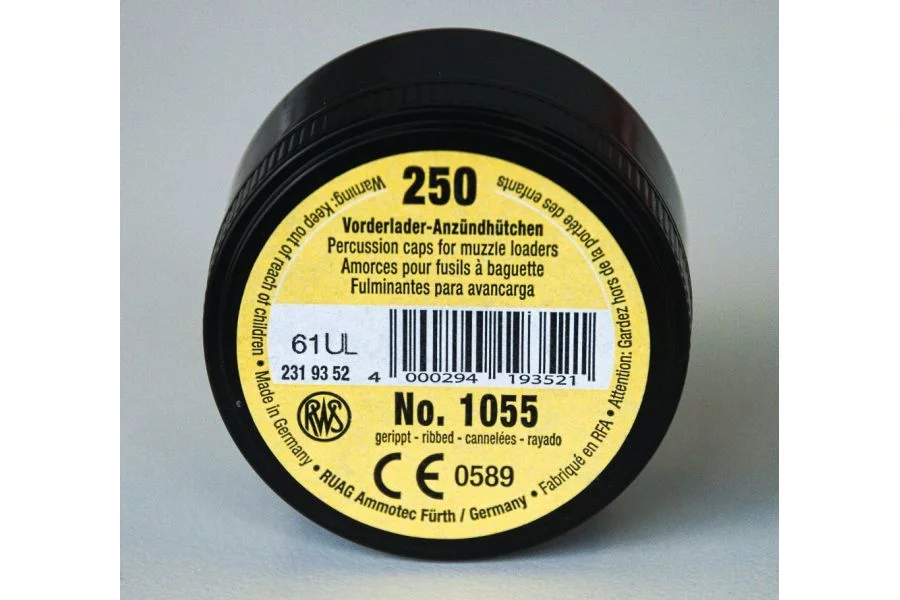 250
Vorderlader-Anzündhütchen
Percussion caps for muzzle loaders
Amorces pour fusils à baguette
Fulminantes para avancarga
61UL
231 93 52
4 000294 193521
RWS
No. 1055
gerippt - ribbed - cannelées - rayado
CE 0589
Warning: Keep out of reach of children • Made in Germany • RUAG Ammotec Fürth / Germany • Fabriqué en RFA • Attention: Gardez hors de la portée des enfants